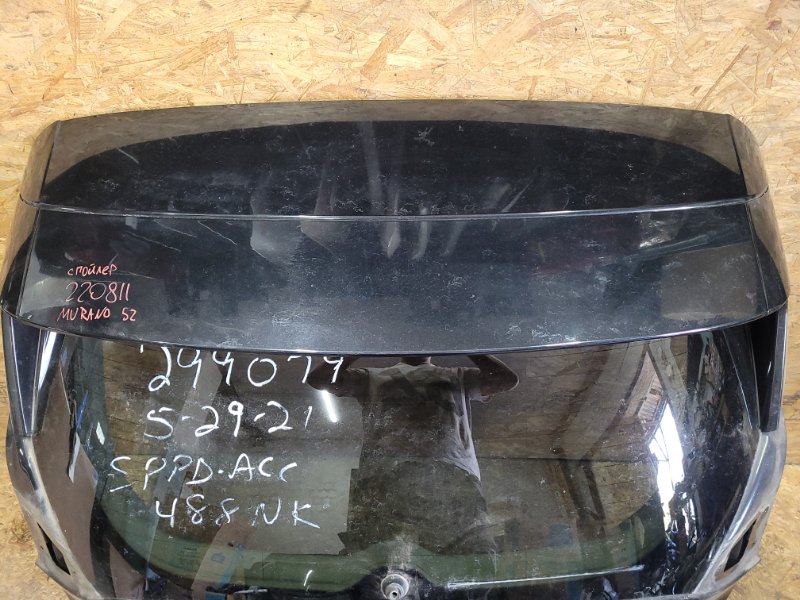 спойлер
220811
MURANO 52
244079
5-29-21
SPPD-ACC
488NK